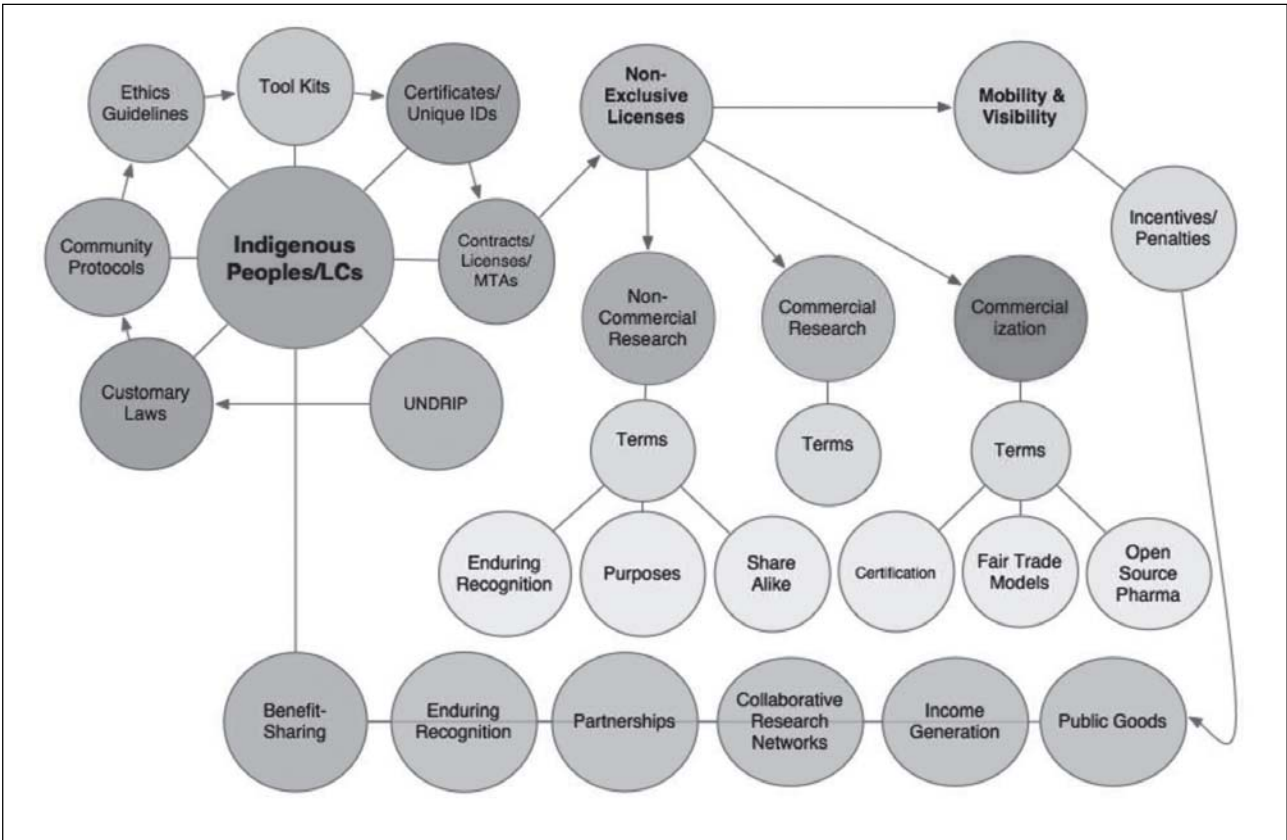 Ethics
Guidelines
Tool Kits
Certificates/
Unique IDs
Non-
Exclusive
Licenses
Mobility &
Visibility
Community
Protocols
Indigenous
Peoples/LCs
Contracts/
Licenses/
MTAs
Incentives/
Penalties
Non-
Commercial
Research
Commercial
Research
Commercial
ization
Customary
Laws
UNDRIP
Terms
Terms
Terms
Enduring
Recognition
Purposes
Share
Alike
Certification
Fair Trade
Models
Open
Source
Pharma
Benefit-
Sharing
Enduring
Recognition
Partnerships
Collaborative
Research
Networks
Income
Generation
Public Goods